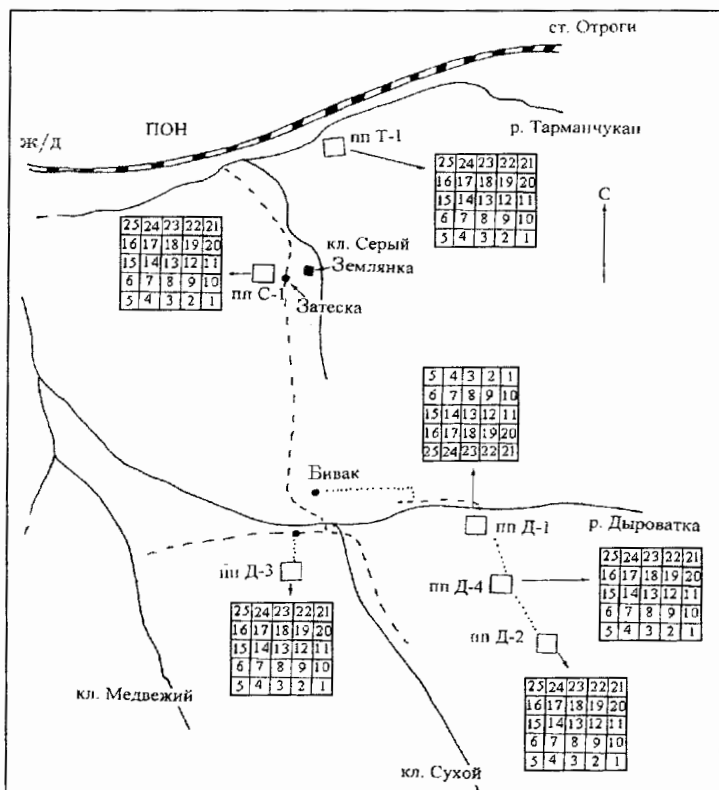 ст. Отроги
ж/д
ПОН
пп Т-1
р. Тарманчукан
25 24 23 22 21
16 17 18 19 20
15 14 13 12 11
6 7 8 9 10
5 4 3 2 1
С
25 24 23 22 21
16 17 18 19 20
15 14 13 12 11
6 7 8 9 10
5 4 3 2 1
кл. Серый
Землянка
пп С-1
Затеска
5 4 3 2 1
6 7 8 9 10
15 14 13 12 11
16 17 18 19 20
25 24 23 22 21
Бивак
пп Д-1
р. Дыроватка
пп Д-3
пп Д-4
25 24 23 22 21
16 17 18 19 20
15 14 13 12 11
6 7 8 9 10
5 4 3 2 1
25 24 23 22 21
16 17 18 19 20
15 14 13 12 11
6 7 8 9 10
5 4 3 2 1
пп Д-2
25 24 23 22 21
16 17 18 19 20
15 14 13 12 11
6 7 8 9 10
5 4 3 2 1
кл. Медвежий
кл. Сухой